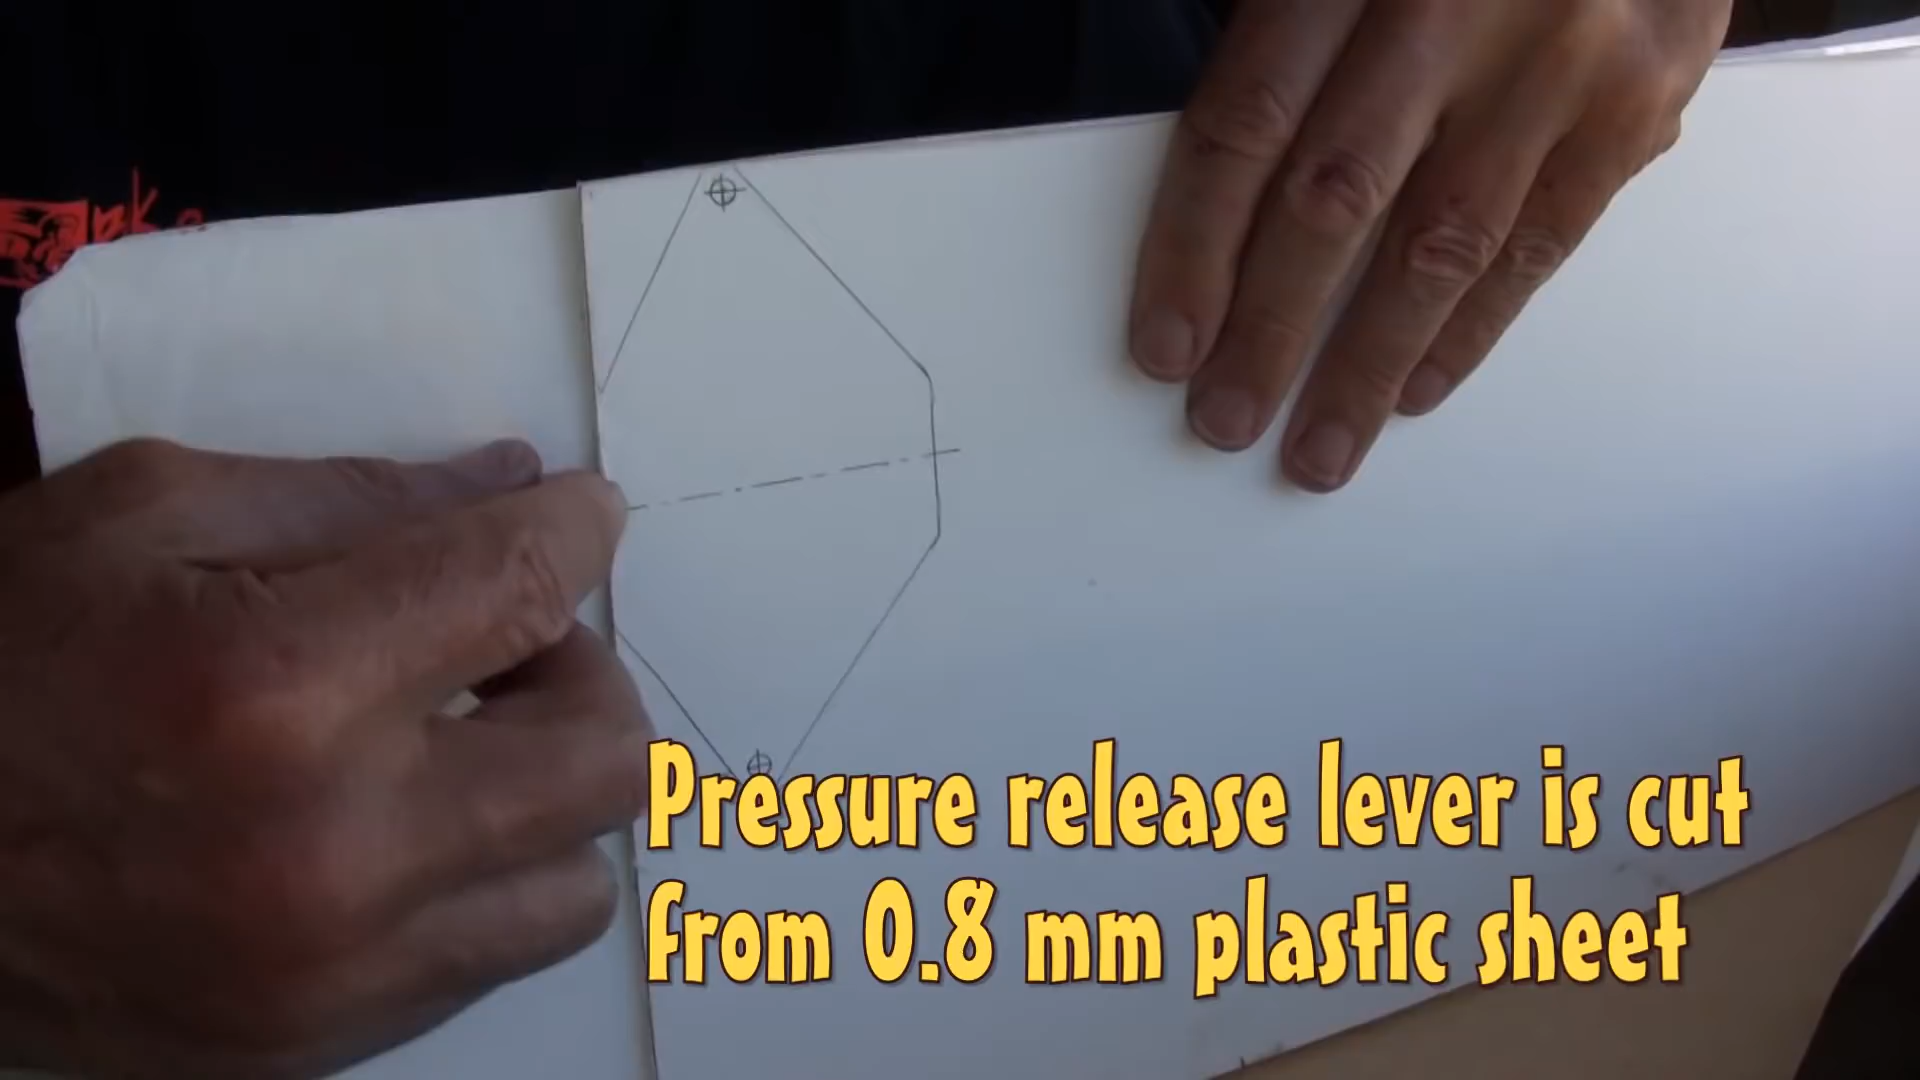 Pressure release lever is cut
from 0.8 mm plastic sheet